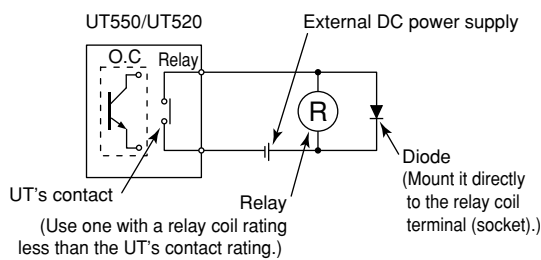 UT550/UT520
External DC power supply
O.C
Relay
R
Diode
(Mount it directly
to the relay coil
terminal (socket).)
UT's contact
Relay
(Use one with a relay coil rating
less than the UT's contact rating.)